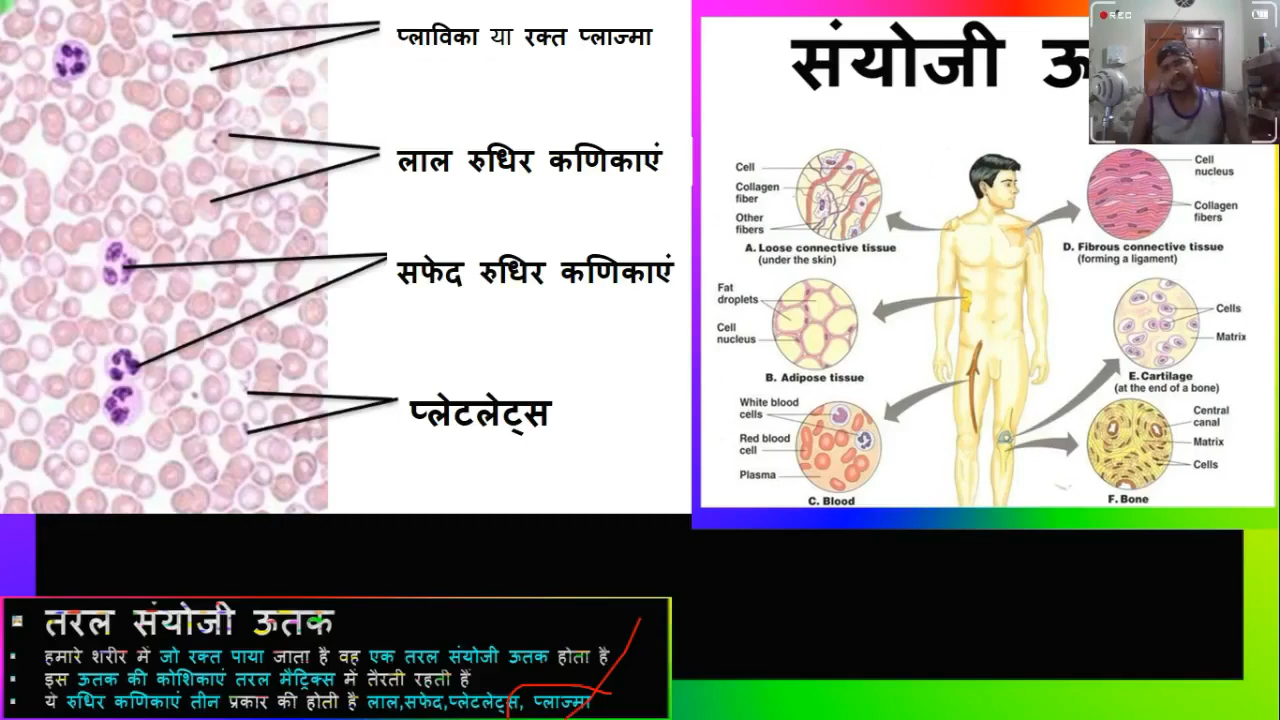 प्लाविका या रक्त प्लाज्मा
लाल रुधिर कणिकाएं
सफेद रुधिर कणिकाएं
प्लेटलेट्स
संयोजी ऊ
REC
Cell
Collagen
fiber
Other
fibers
A. Loose connective tissue
(under the skin)
Fat
droplets
Cell
nucleus
B. Adipose tissue
White blood
cells
Red blood
cell
Plasma
C. Blood
Cell
nucleus
Collagen
fibers
D. Fibrous connective tissue
(forming a ligament)
Cells
Matrix
E. Cartilage
(at the end of a bone)
Central
canal
Matrix
Cells
F. Bone
तरल संयोजी ऊतक
हमारे शरीर में जो रक्त पाया जाता है वह एक तरल संयोजी ऊतक होता है
इस ऊतक की कोशिकाएं तरल मैट्रिक्स में तैरती रहती हैं
ये रुधिर कणिकाएं तीन प्रकार की होती है लाल,सफेद,प्लेटलेट्स, प्लाज्मा